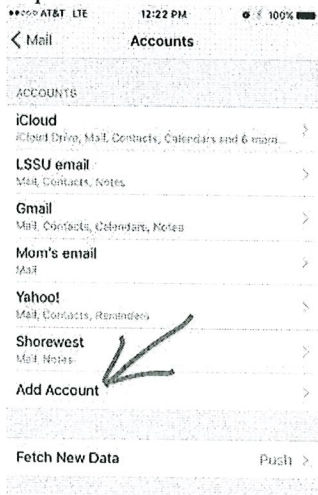 AT&T LTE 12:22 PM 100%
Mail Accounts
ACCOUNTS
iCloud
iCloud Drive, Mail, Contacts, Calendars and 6 more...
LSSU email
Mail, Contacts, Notes
Gmail
Mail, Contacts, Calendars, Notes
Mom's email
Mail
Yahoo!
Mail, Contacts, Reminders
Shorewest
Mail, Notes
Add Account
Fetch New Data Push